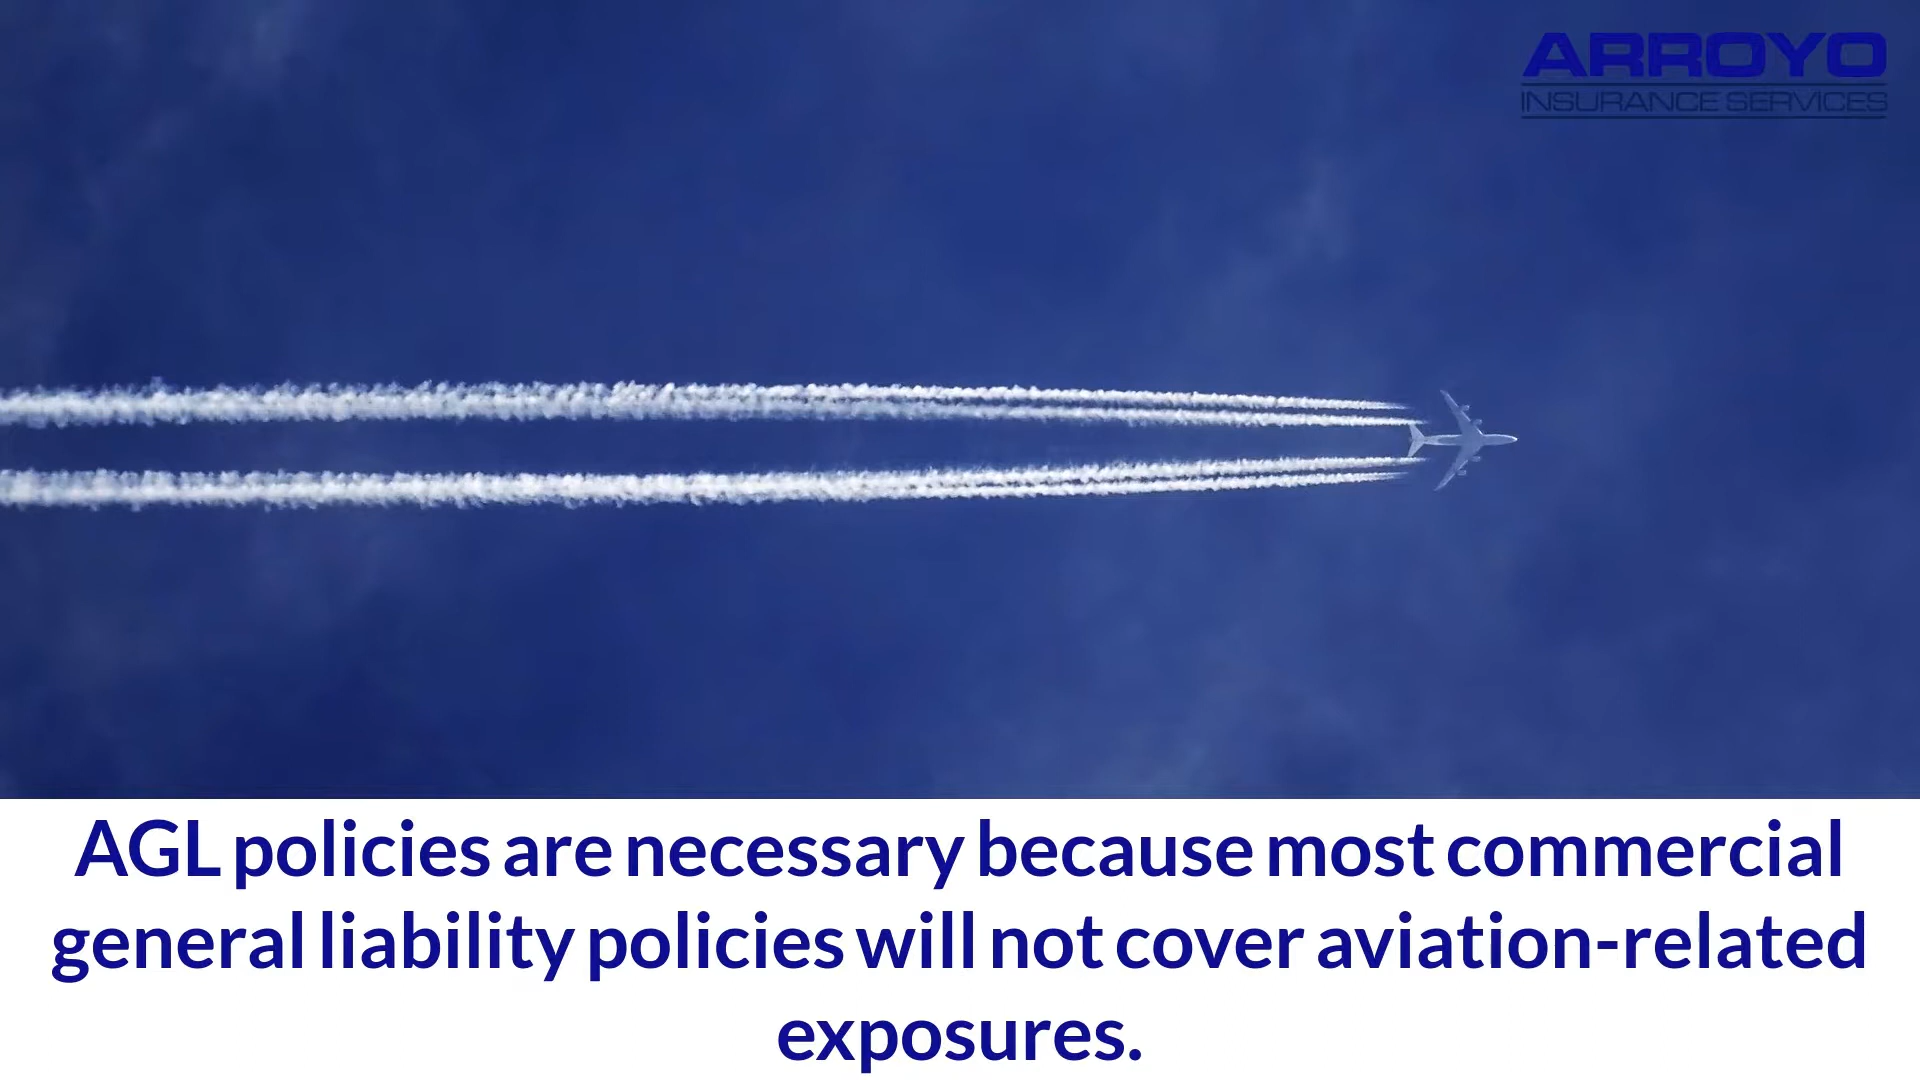 ARROYO
INSURANCE SERVICES
AGL policies are necessary because most commercial
general liability policies will not cover aviation-related
exposures.